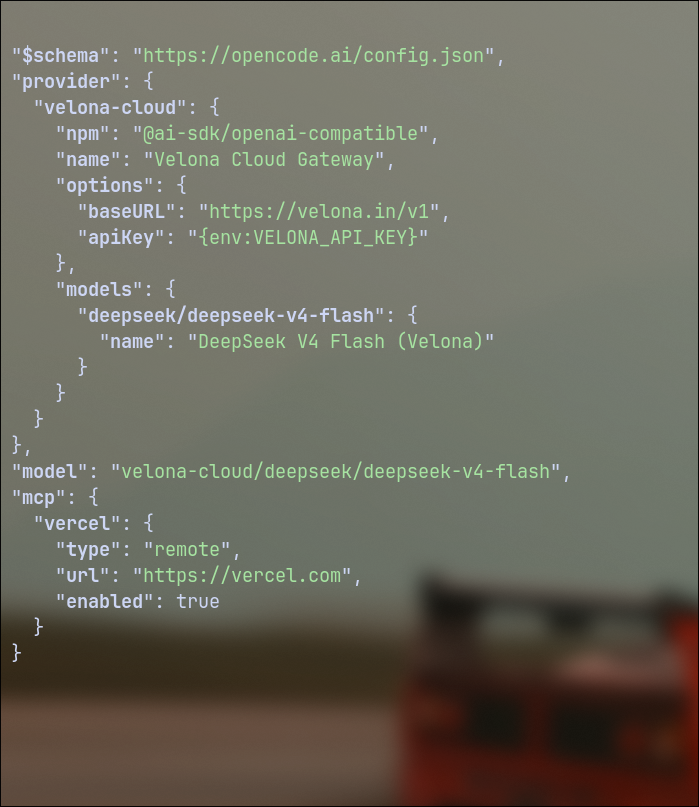 "$schema": "https://opencode.ai/config.json",
"provider": {
  "velona-cloud": {
    "npm": "@ai-sdk/openai-compatible",
    "name": "Velona Cloud Gateway",
    "options": {
      "baseURL": "https://velona.in/v1",
      "apiKey": "{env:VELONA_API_KEY}"
    },
    "models": {
      "deepseek/deepseek-v4-flash": {
        "name": "DeepSeek V4 Flash (Velona)"
      }
    }
  }
},
"model": "velona-cloud/deepseek/deepseek-v4-flash",
"mcp": {
  "vercel": {
    "type": "remote",
    "url": "https://vercel.com",
    "enabled": true
  }
}